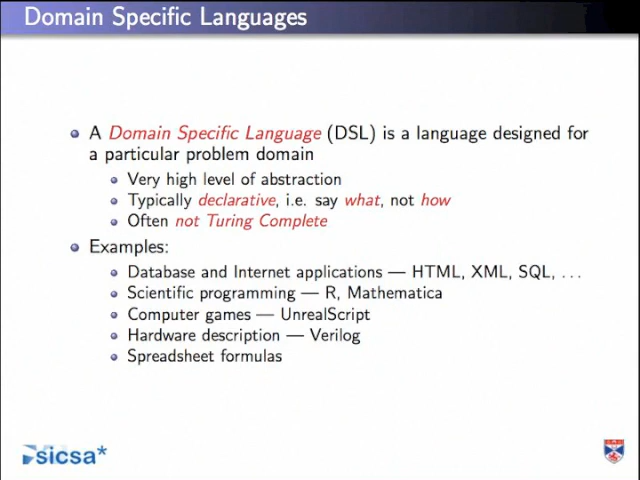 Domain Specific Languages
A Domain Specific Language (DSL) is a language designed for
a particular problem domain
Very high level of abstraction
Typically declarative, i.e. say what, not how
Often not Turing Complete
Examples:
Database and Internet applications — HTML, XML, SQL, . . .
Scientific programming — R, Mathematica
Computer games — UnrealScript
Hardware description — Verilog
Spreadsheet formulas
sicsa*